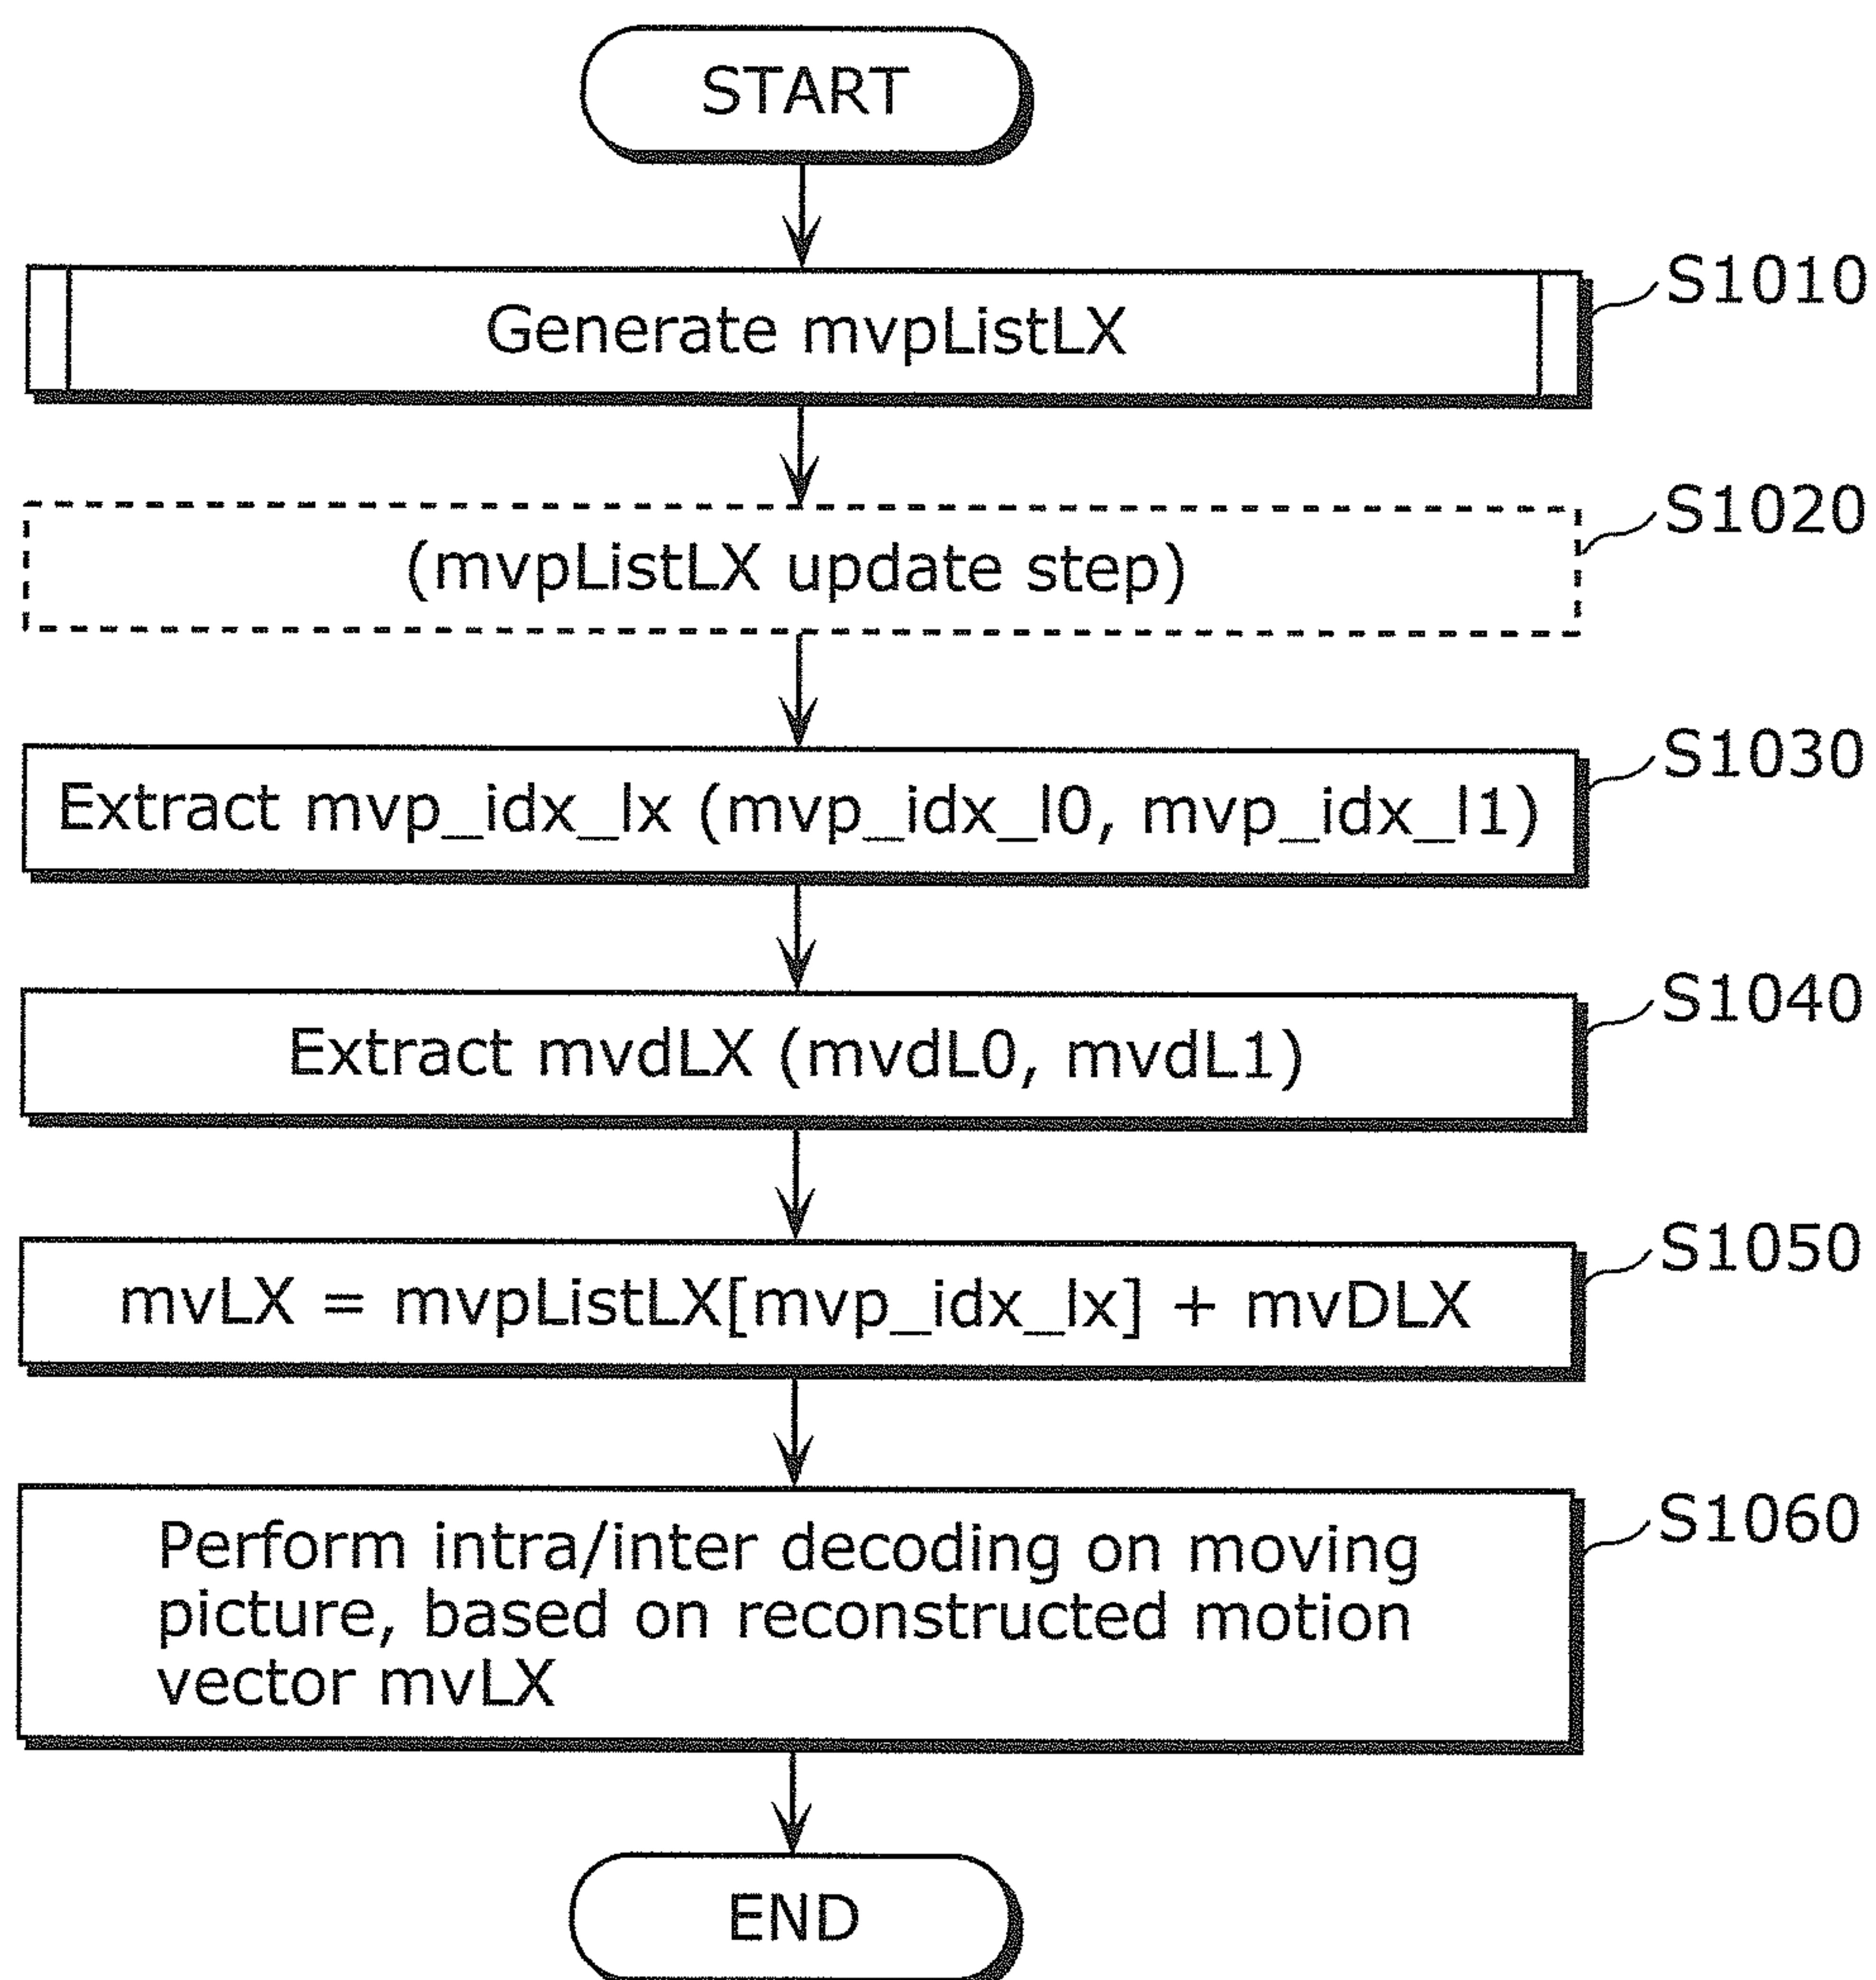 START
S1010
Generate mvpListLX
S1020
(mvpListLX update step)
S1030
Extract mvp_idx_lx (mvp_idx_l0, mvp_idx_l1)
S1040
Extract mvdLX (mvdL0, mvdL1)
S1050
mvLX = mvpListLX[mvp_idx_lx] + mvDLX
S1060
Perform intra/inter decoding on moving
picture, based on reconstructed motion
vector mvLX
END